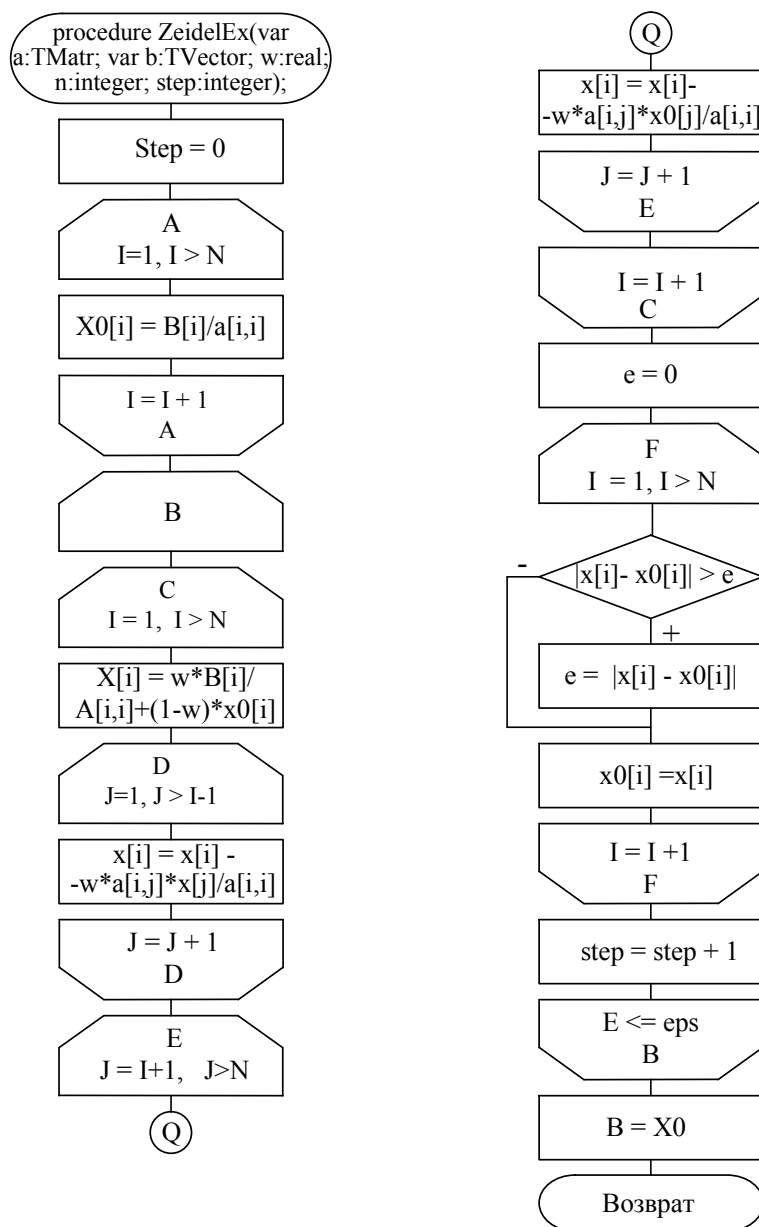 procedure ZeidelEx(var
a:TMatr; var b:TVector; w:real;
n:integer; step:integer);
Step = 0
A
I=1, I > N
X0[i] = B[i]/a[i,i]
I = I + 1
A
B
C
I = 1, I > N
X[i] = w*B[i]/
A[i,i]+(1-w)*x0[i]
D
J=1, J > I-1
x[i] = x[i] -
-w*a[i,j]*x[j]/a[i,i]
J = J + 1
D
E
J = I+1, J>N
Q
Q
x[i] = x[i]-
-w*a[i,j]*x0[j]/a[i,i]
J = J + 1
E
I = I + 1
C
e = 0
F
I = 1, I > N
-
|x[i]- x0[i]| > e
+
e = |x[i] - x0[i]|
x0[i] =x[i]
I = I +1
F
step = step + 1
E <= eps
B
B = X0
Возврат